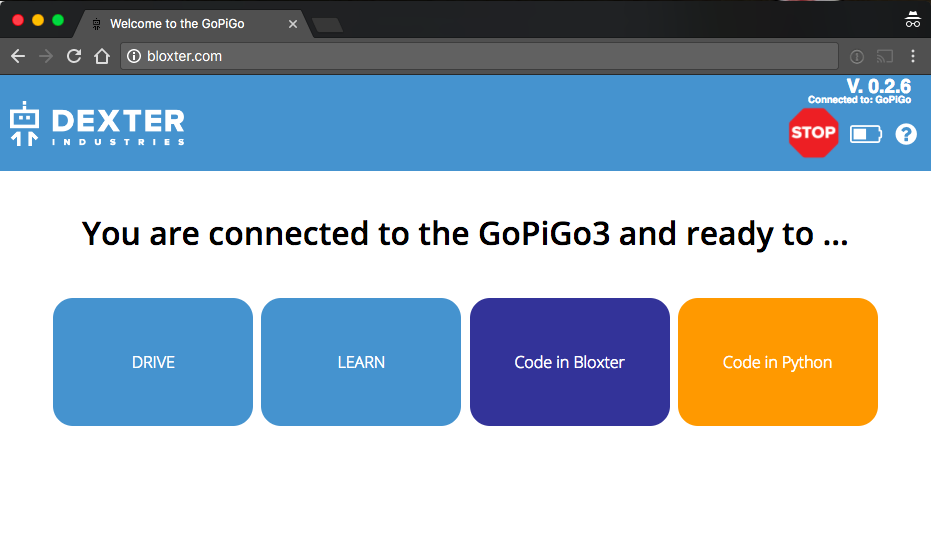 Welcome to the GoPiGo
bloxter.com
DEXTER
INDUSTRIES
V. 0.2.6
Connected to: GoPiGo
STOP
?
You are connected to the GoPiGo3 and ready to ...
DRIVE
LEARN
Code in Bloxter
Code in Python